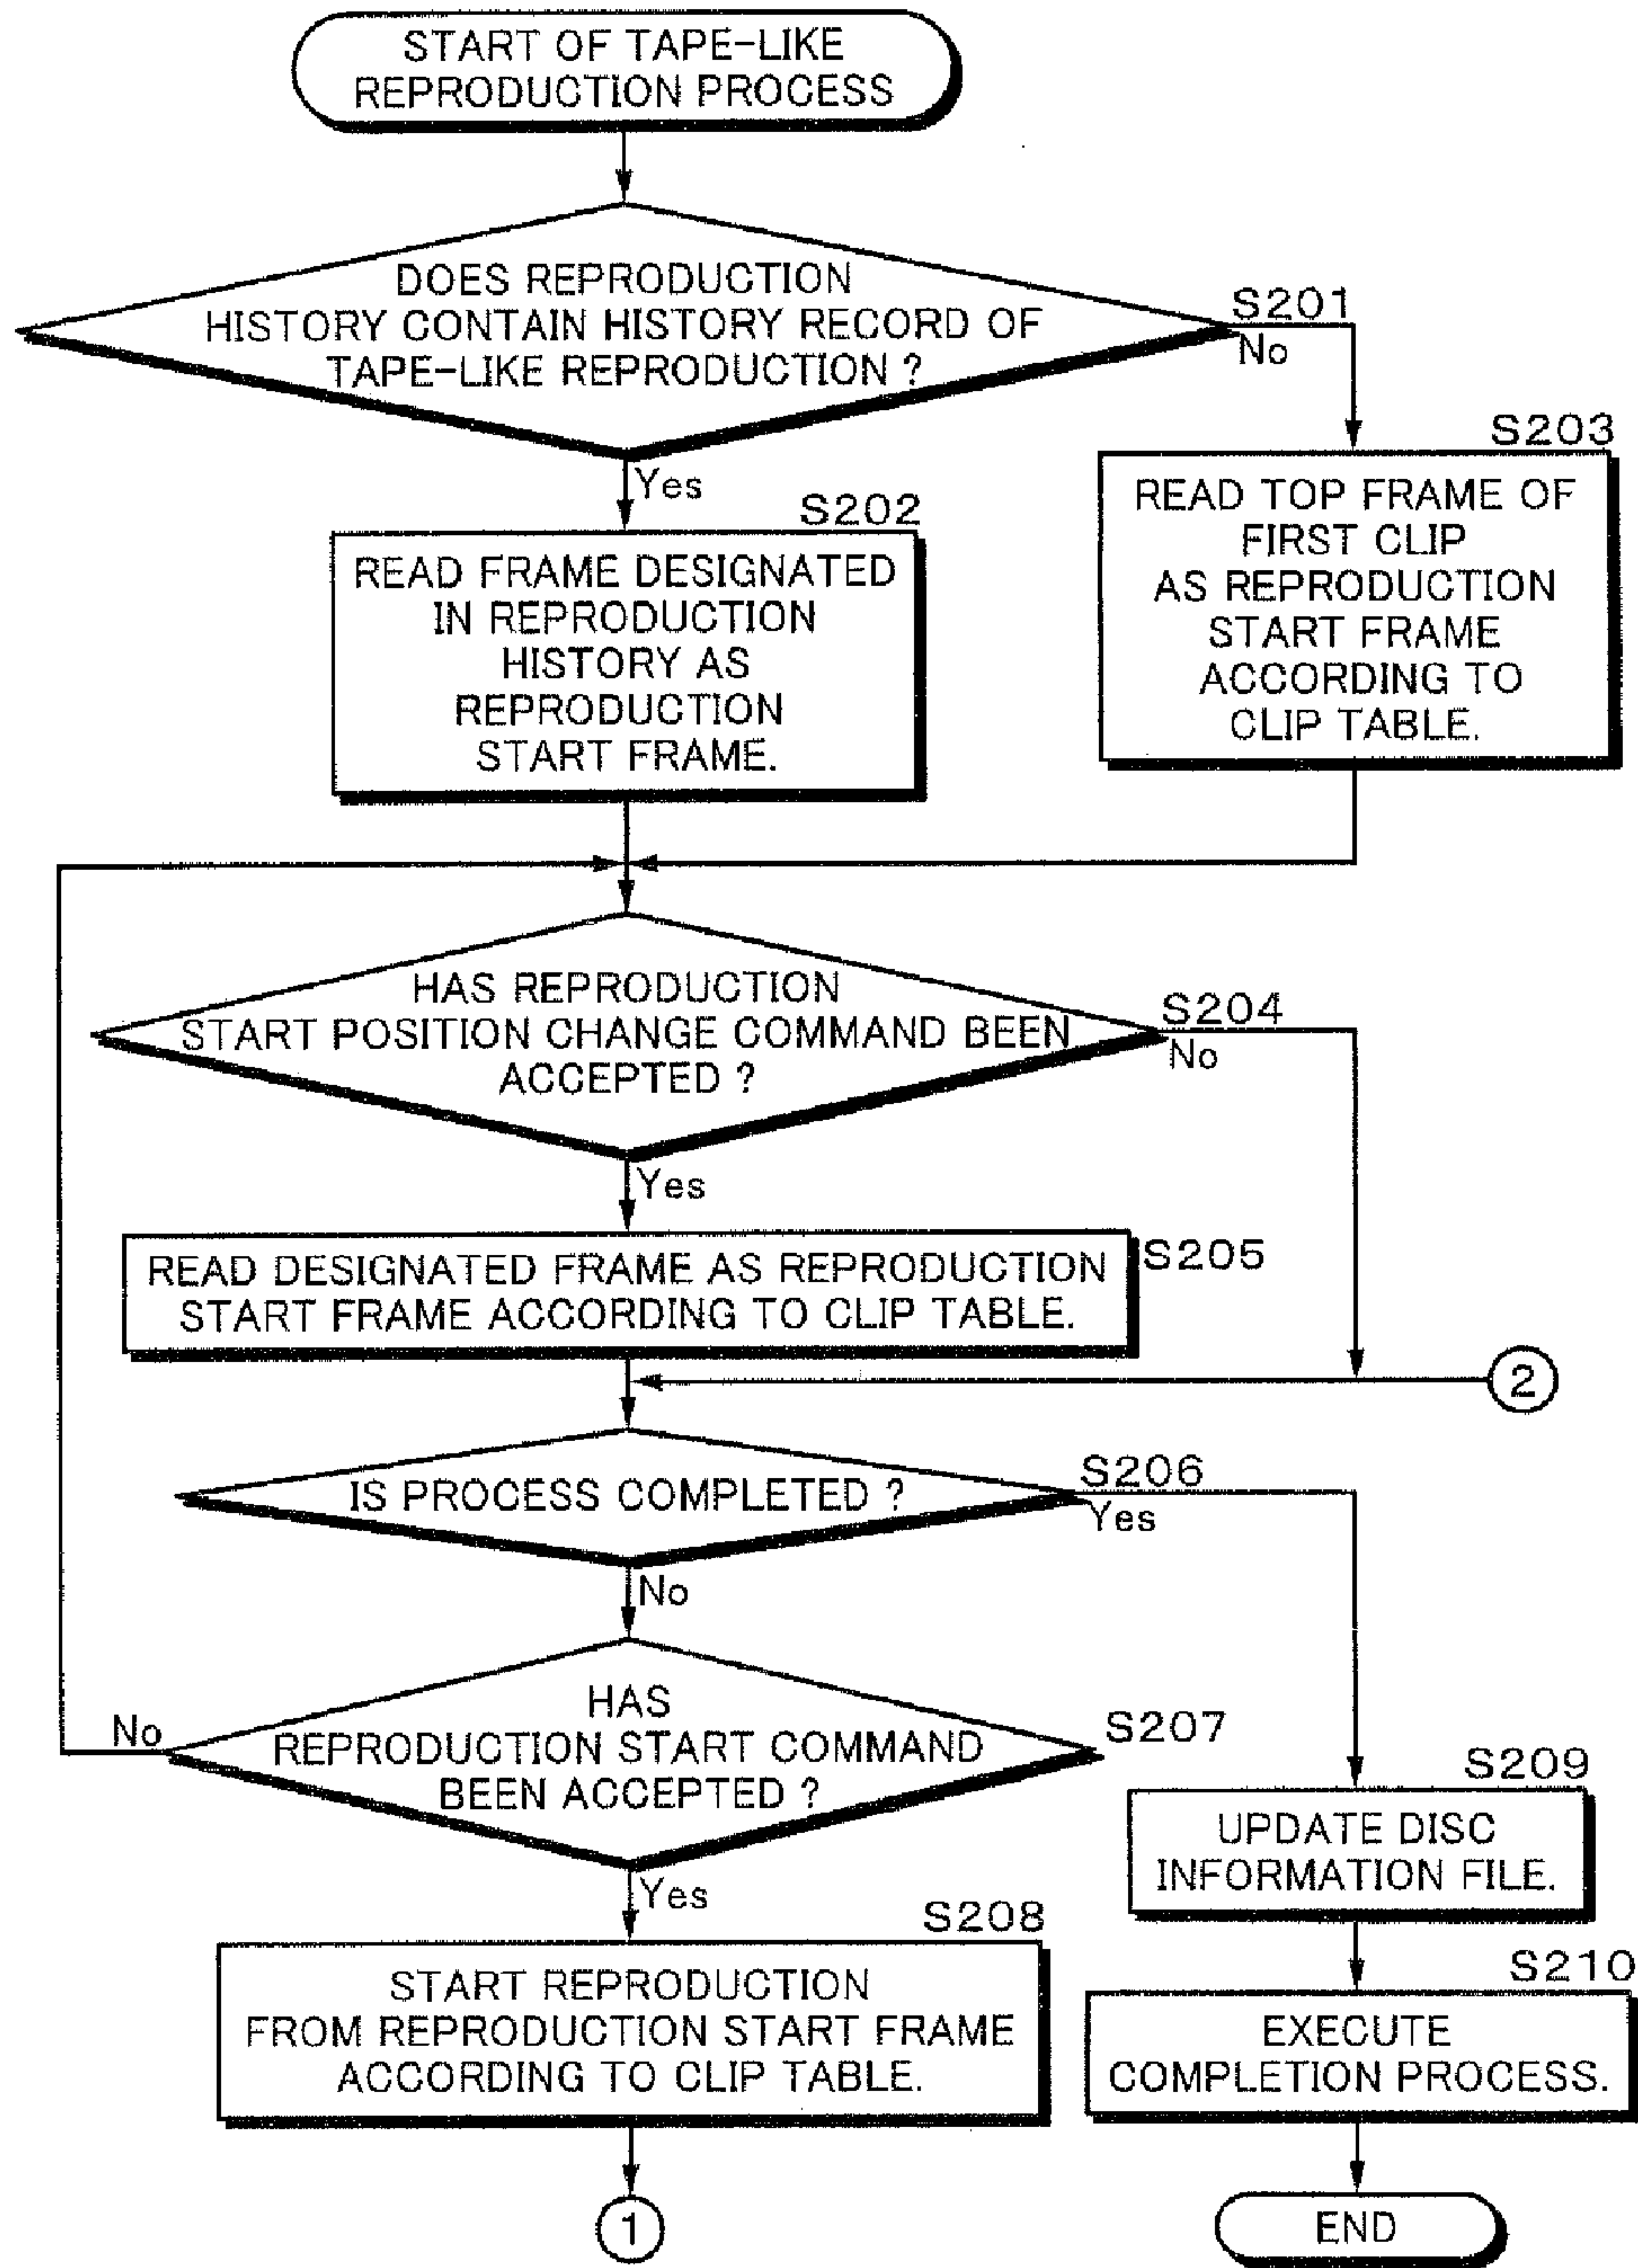 START OF TAPE-LIKE
REPRODUCTION PROCESS
DOES REPRODUCTION
HISTORY CONTAIN HISTORY RECORD OF
TAPE-LIKE REPRODUCTION ?
S201
No
Yes
S202
READ FRAME DESIGNATED
IN REPRODUCTION
HISTORY AS
REPRODUCTION
START FRAME.
S203
READ TOP FRAME OF
FIRST CLIP
AS REPRODUCTION
START FRAME
ACCORDING TO
CLIP TABLE.
HAS REPRODUCTION
START POSITION CHANGE COMMAND BEEN
ACCEPTED ?
S204
No
Yes
READ DESIGNATED FRAME AS REPRODUCTION
START FRAME ACCORDING TO CLIP TABLE.
S205
2
IS PROCESS COMPLETED ?
S206
Yes
No
HAS
REPRODUCTION START COMMAND
BEEN ACCEPTED ?
S207
No
Yes
S208
START REPRODUCTION
FROM REPRODUCTION START FRAME
ACCORDING TO CLIP TABLE.
1
S209
UPDATE DISC
INFORMATION FILE.
S210
EXECUTE
COMPLETION PROCESS.
END